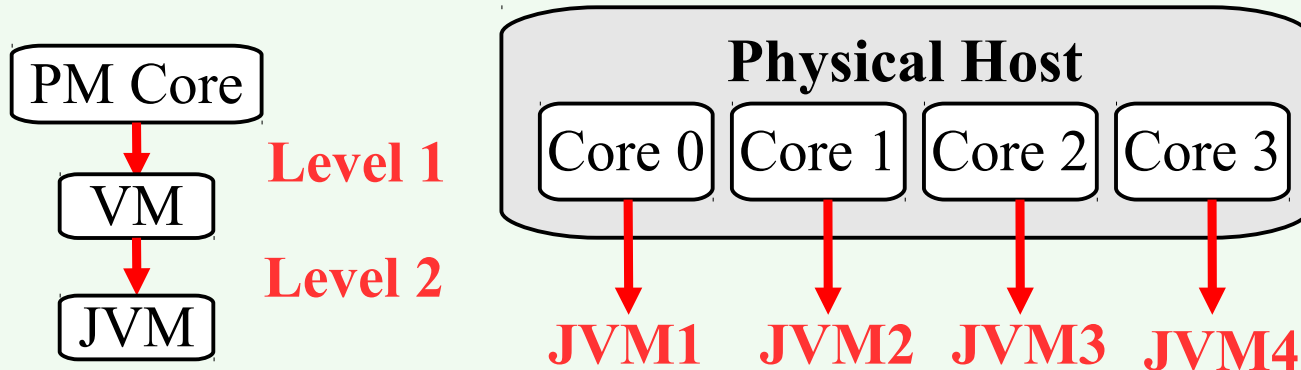 PM Core
Level 1
VM
Level 2
JVM
Physical Host
Core 0 Core 1 Core 2 Core 3
JVM1 JVM2 JVM3 JVM4